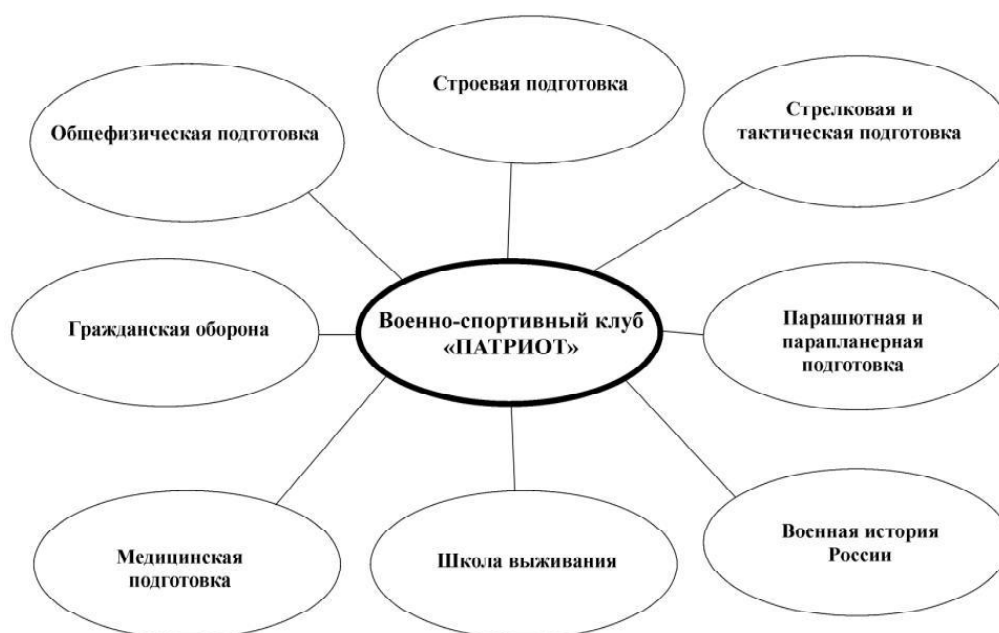 Строевая подготовка
Общефизическая подготовка
Стрелковая и
тактическая подготовка
Гражданская оборона
Военно-спортивный клуб
«ПАТРИОТ»
Парашютная и
парапланерная
подготовка
Медицинская
подготовка
Школа выживания
Военная история
России